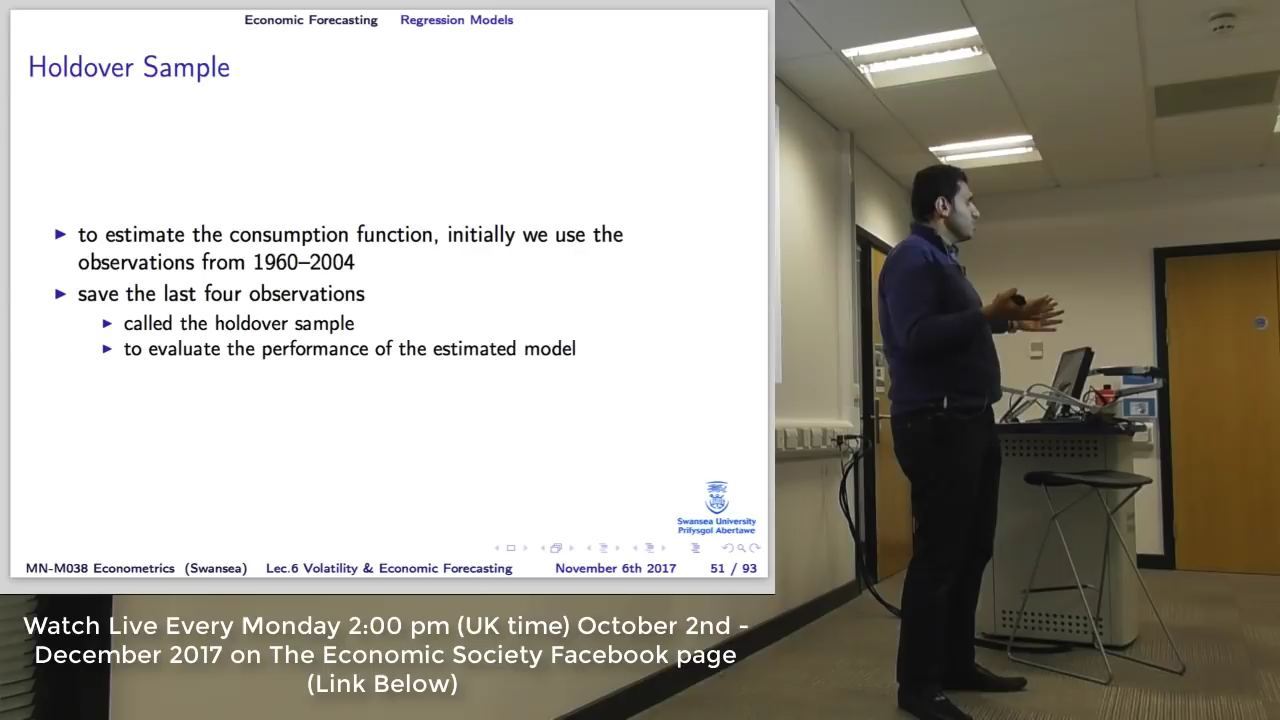 Economic Forecasting Regression Models
Holdover Sample
▶ to estimate the consumption function, initially we use the
observations from 1960–2004
▶ save the last four observations
▶ called the holdover sample
▶ to evaluate the performance of the estimated model
Swansea University
Prifysgol Abertawe
MN-M038 Econometrics (Swansea) Lec.6 Volatility & Economic Forecasting November 6th 2017 51 / 93
Watch Live Every Monday 2:00 pm (UK time) October 2nd -
December 2017 on The Economic Society Facebook page
(Link Below)